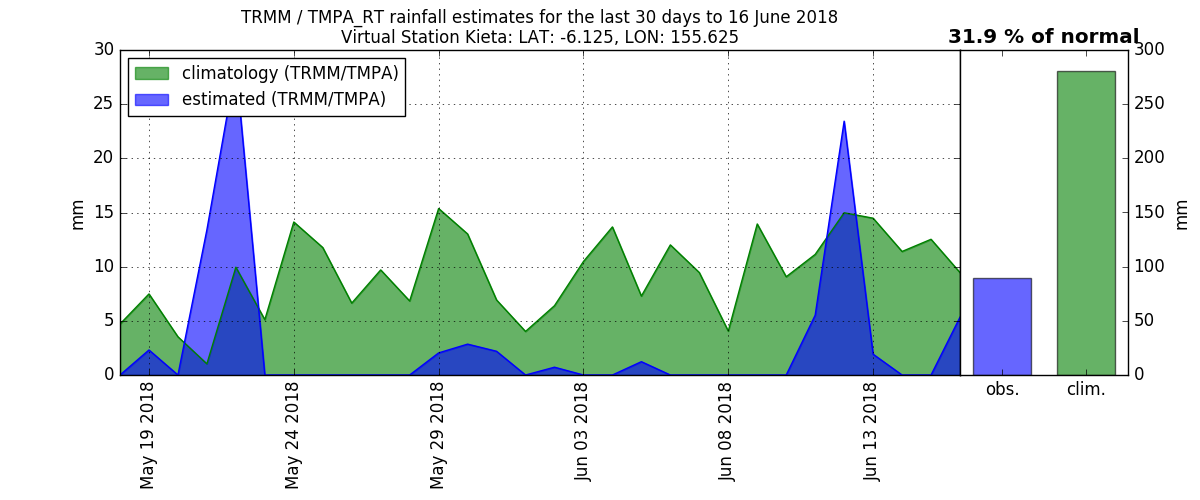 TRMM / TMPA_RT rainfall estimates for the last 30 days to 16 June 2018
Virtual Station Kieta: LAT: -6.125, LON: 155.625
31.9 % of normal
climatology (TRMM/TMPA)
estimated (TRMM/TMPA)
30
25
20
15
10
5
0
mm
May 19 2018
May 24 2018
May 29 2018
Jun 03 2018
Jun 08 2018
Jun 13 2018
300
250
200
150
100
50
0
mm
obs.
clim.